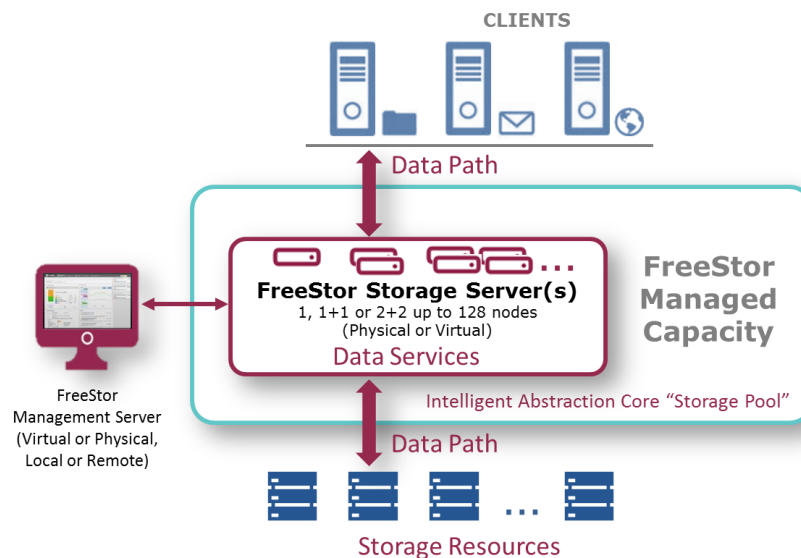 CLIENTS
Data Path
FreeStor Storage Server(s)
1, 1+1 or 2+2 up to 128 nodes
(Physical or Virtual)
Data Services
FreeStor
Managed
Capacity
FreeStor
Management Server
(Virtual or Physical,
Local or Remote)
Intelligent Abstraction Core “Storage Pool”
Data Path
Storage Resources